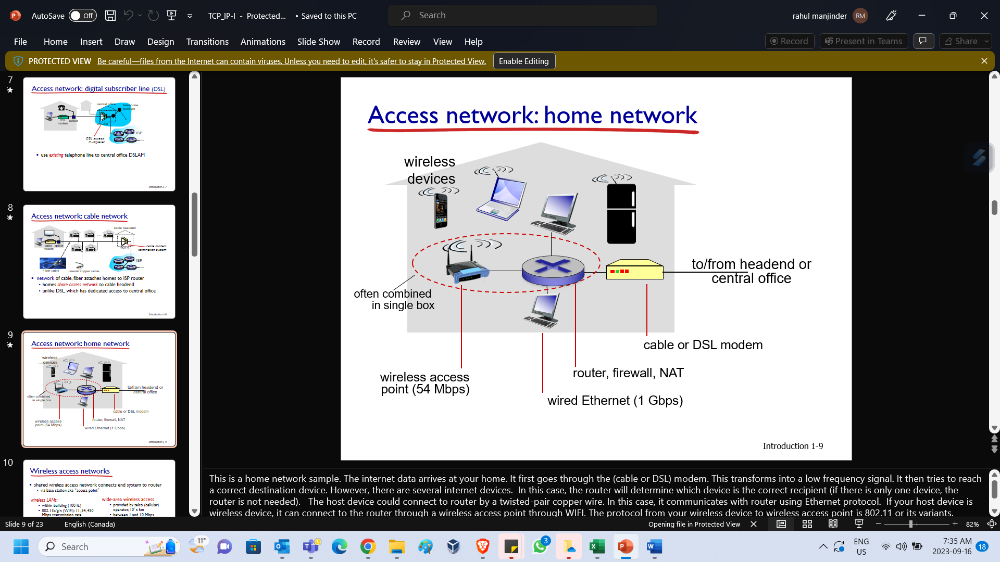 AutoSave Off TCP_IP-I - Protected... • Saved to this PC Search rahul manjinder RM
File Home Insert Draw Design Transitions Animations Slide Show Record Review View Help Record Present in Teams Share
PROTECTED VIEW Be careful—files from the Internet can contain viruses. Unless you need to edit, it's safer to stay in Protected View. Enable Editing
7
Access network: digital subscriber line (DSL)
central office
telephone
network
DSL
modem
splitter
DSLAM
ISP
DSL access
multiplexer
▪ use existing telephone line to central office DSLAM
Introduction 1-7
8
Access network: cable network
cable headend
cable
modem
splitter
CMTS
cable modem
termination system
Fiber cable
coaxial copper cable
ISP
▪ network of cable, fiber attaches homes to ISP router
• homes share access network to cable headend
• unlike DSL, which has dedicated access to central office
Introduction 1-8
9
Access network: home network
wireless
devices
to/from headend or
central office
often combined
in single box
cable or DSL modem
router, firewall, NAT
wireless access
point (54 Mbps)
wired Ethernet (1 Gbps)
Introduction 1-9
10
Wireless access networks
▪ shared wireless access network connects end system to router
• via base station aka "access point"
wireless LANs:
• within building (100 ft.)
• 802.11b/g/n (WiFi): 11, 54, 450
Mbps transmission rate
wide-area wireless access
• provided by telco (cellular)
operator, 10's km
• between 1 and 10 Mbps
Access network: home network
wireless
devices
to/from headend or
central office
often combined
in single box
cable or DSL modem
router, firewall, NAT
wireless access
point (54 Mbps)
wired Ethernet (1 Gbps)
Introduction 1-9
This is a home network sample. The internet data arrives at your home. It first goes through the (cable or DSL) modem. This transforms into a low frequency signal. It then tries to reach
a correct destination device. However, there are several internet devices. In this case, the router will determine which device is the correct recipient (if there is only one device, the
router is not needed). The host device could connect to router by a twisted-pair copper wire. In this case, it communicates with router using Ethernet protocol. If your host device is
wireless device, it can connect to the router through a wireless access point through WIFI. The protocol from your wireless device to wireless access point is 802.11 or its variants.
Slide 9 of 23 English (Canada) Opening file in Protected View 82%
Search 11° 3 ENG
US
7:35 AM
2023-09-16 18